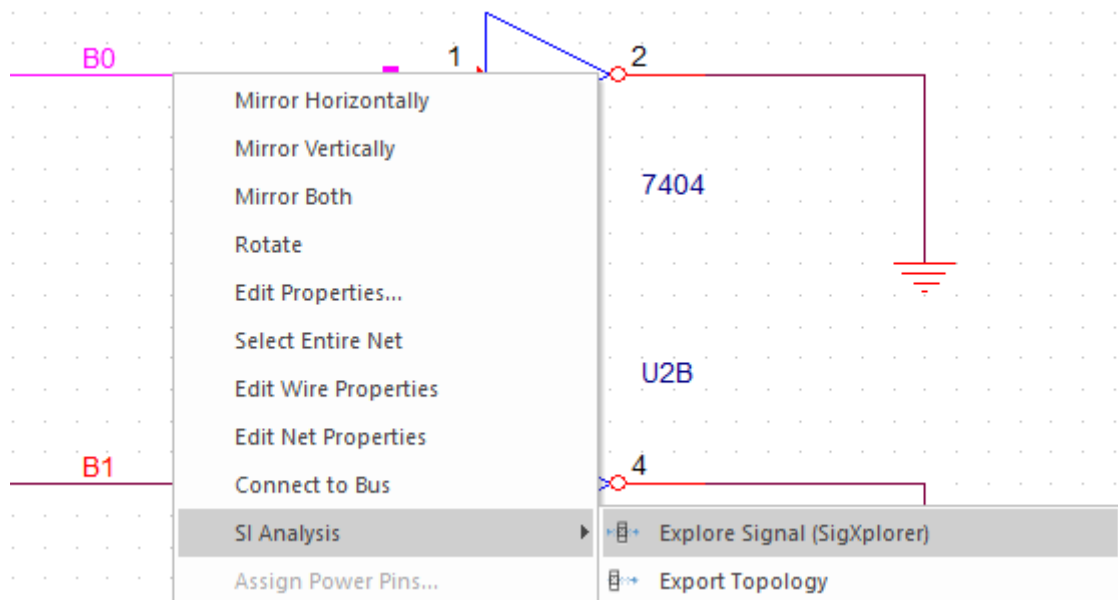 B0
1
2
Mirror Horizontally
Mirror Vertically
Mirror Both
7404
Rotate
Edit Properties...
Select Entire Net
U2B
Edit Wire Properties
Edit Net Properties
B1
4
Connect to Bus
SI Analysis
Explore Signal (SigXplorer)
Assign Power Pins...
Export Topology